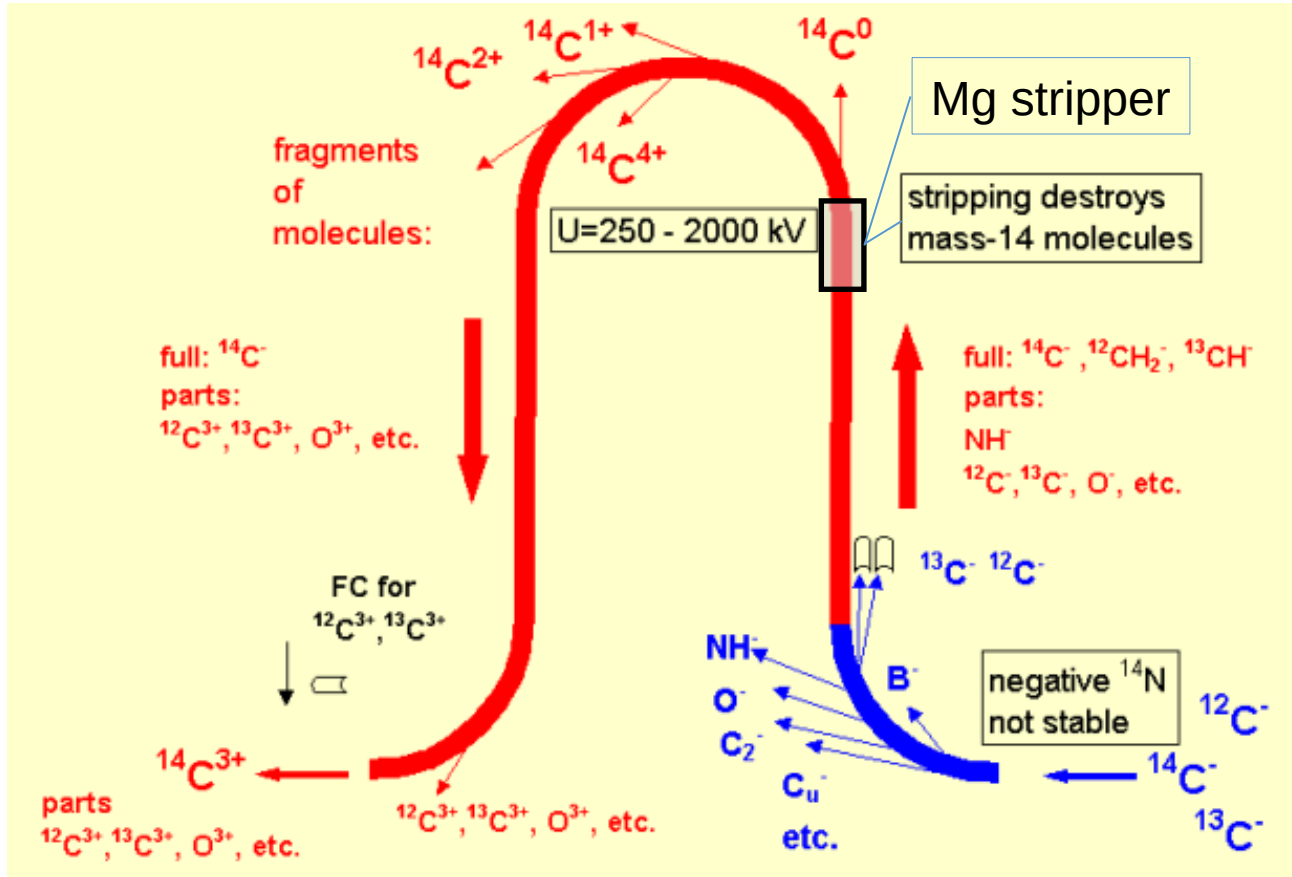 ¹⁴C¹⁺
¹⁴C²⁺
¹⁴C⁰
Mg stripper
fragments
of
molecules:
¹⁴C⁴⁺
U=250 - 2000 kV
stripping destroys
mass-14 molecules
full: ¹⁴C⁻
parts:
¹²C³⁺,¹³C³⁺, O³⁺, etc.
full: ¹⁴C⁻,¹²CH₂⁻, ¹³CH⁻
parts:
NH⁻
¹²C⁻,¹³C⁻, O⁻, etc.
¹³C⁻ ¹²C⁻
FC for
¹²C³⁺,¹³C³⁺
NH⁻
O⁻
C₂⁻
Cᵤ⁻
etc.
B⁻
negative ¹⁴N
not stable
¹²C⁻
¹⁴C⁻
¹³C⁻
¹⁴C³⁺
parts
¹²C³⁺,¹³C³⁺, O³⁺, etc.
¹²C³⁺,¹³C³⁺, O³⁺, etc.